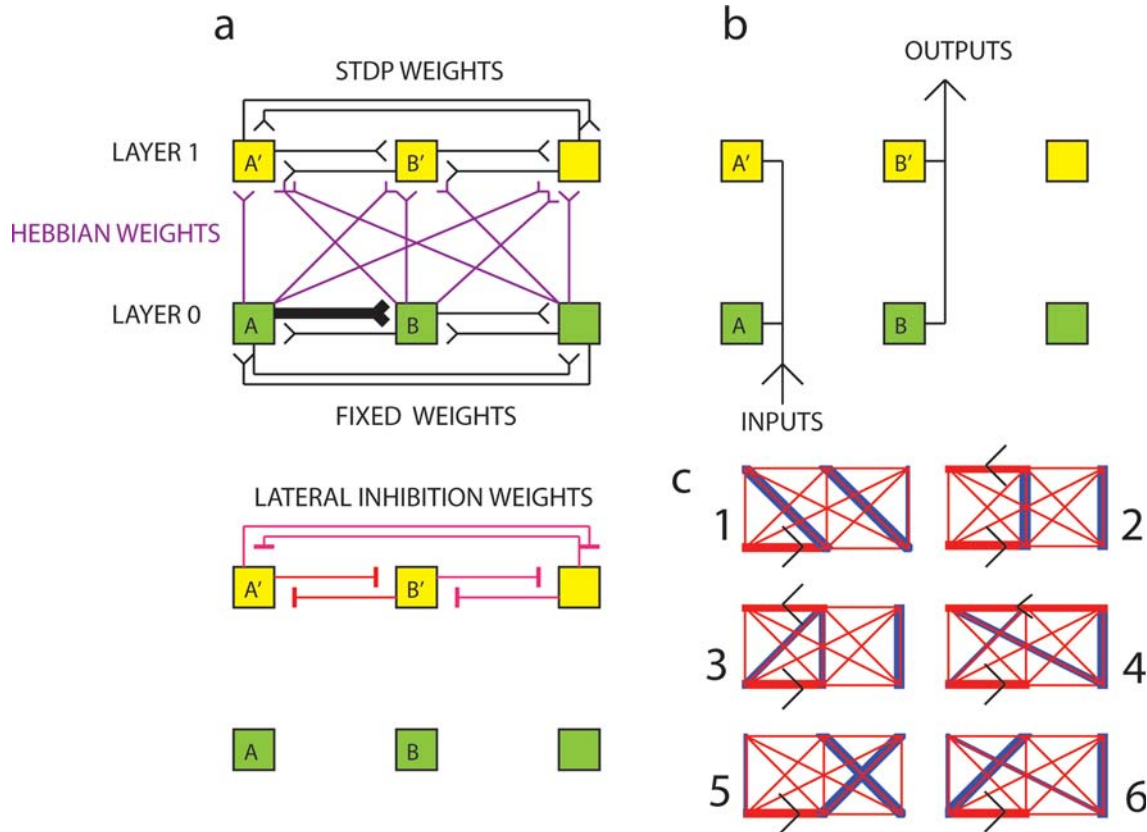 a
STDP WEIGHTS
LAYER 1
A' B'
HEBBIAN WEIGHTS
LAYER 0
A B
FIXED WEIGHTS
LATERAL INHIBITION WEIGHTS
A' B'
A B
b
OUTPUTS
A' B'
A B
INPUTS
c
1 2
3 4
5 6